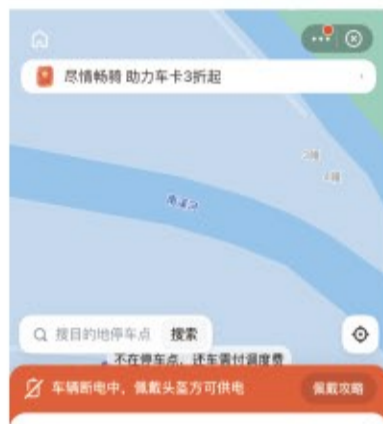 尽情畅骑 助力车卡3折起
搜目的地停车点 搜索
不在停车点，还车需付调度费
车辆断电中，佩戴头盔方可供电 佩戴攻略